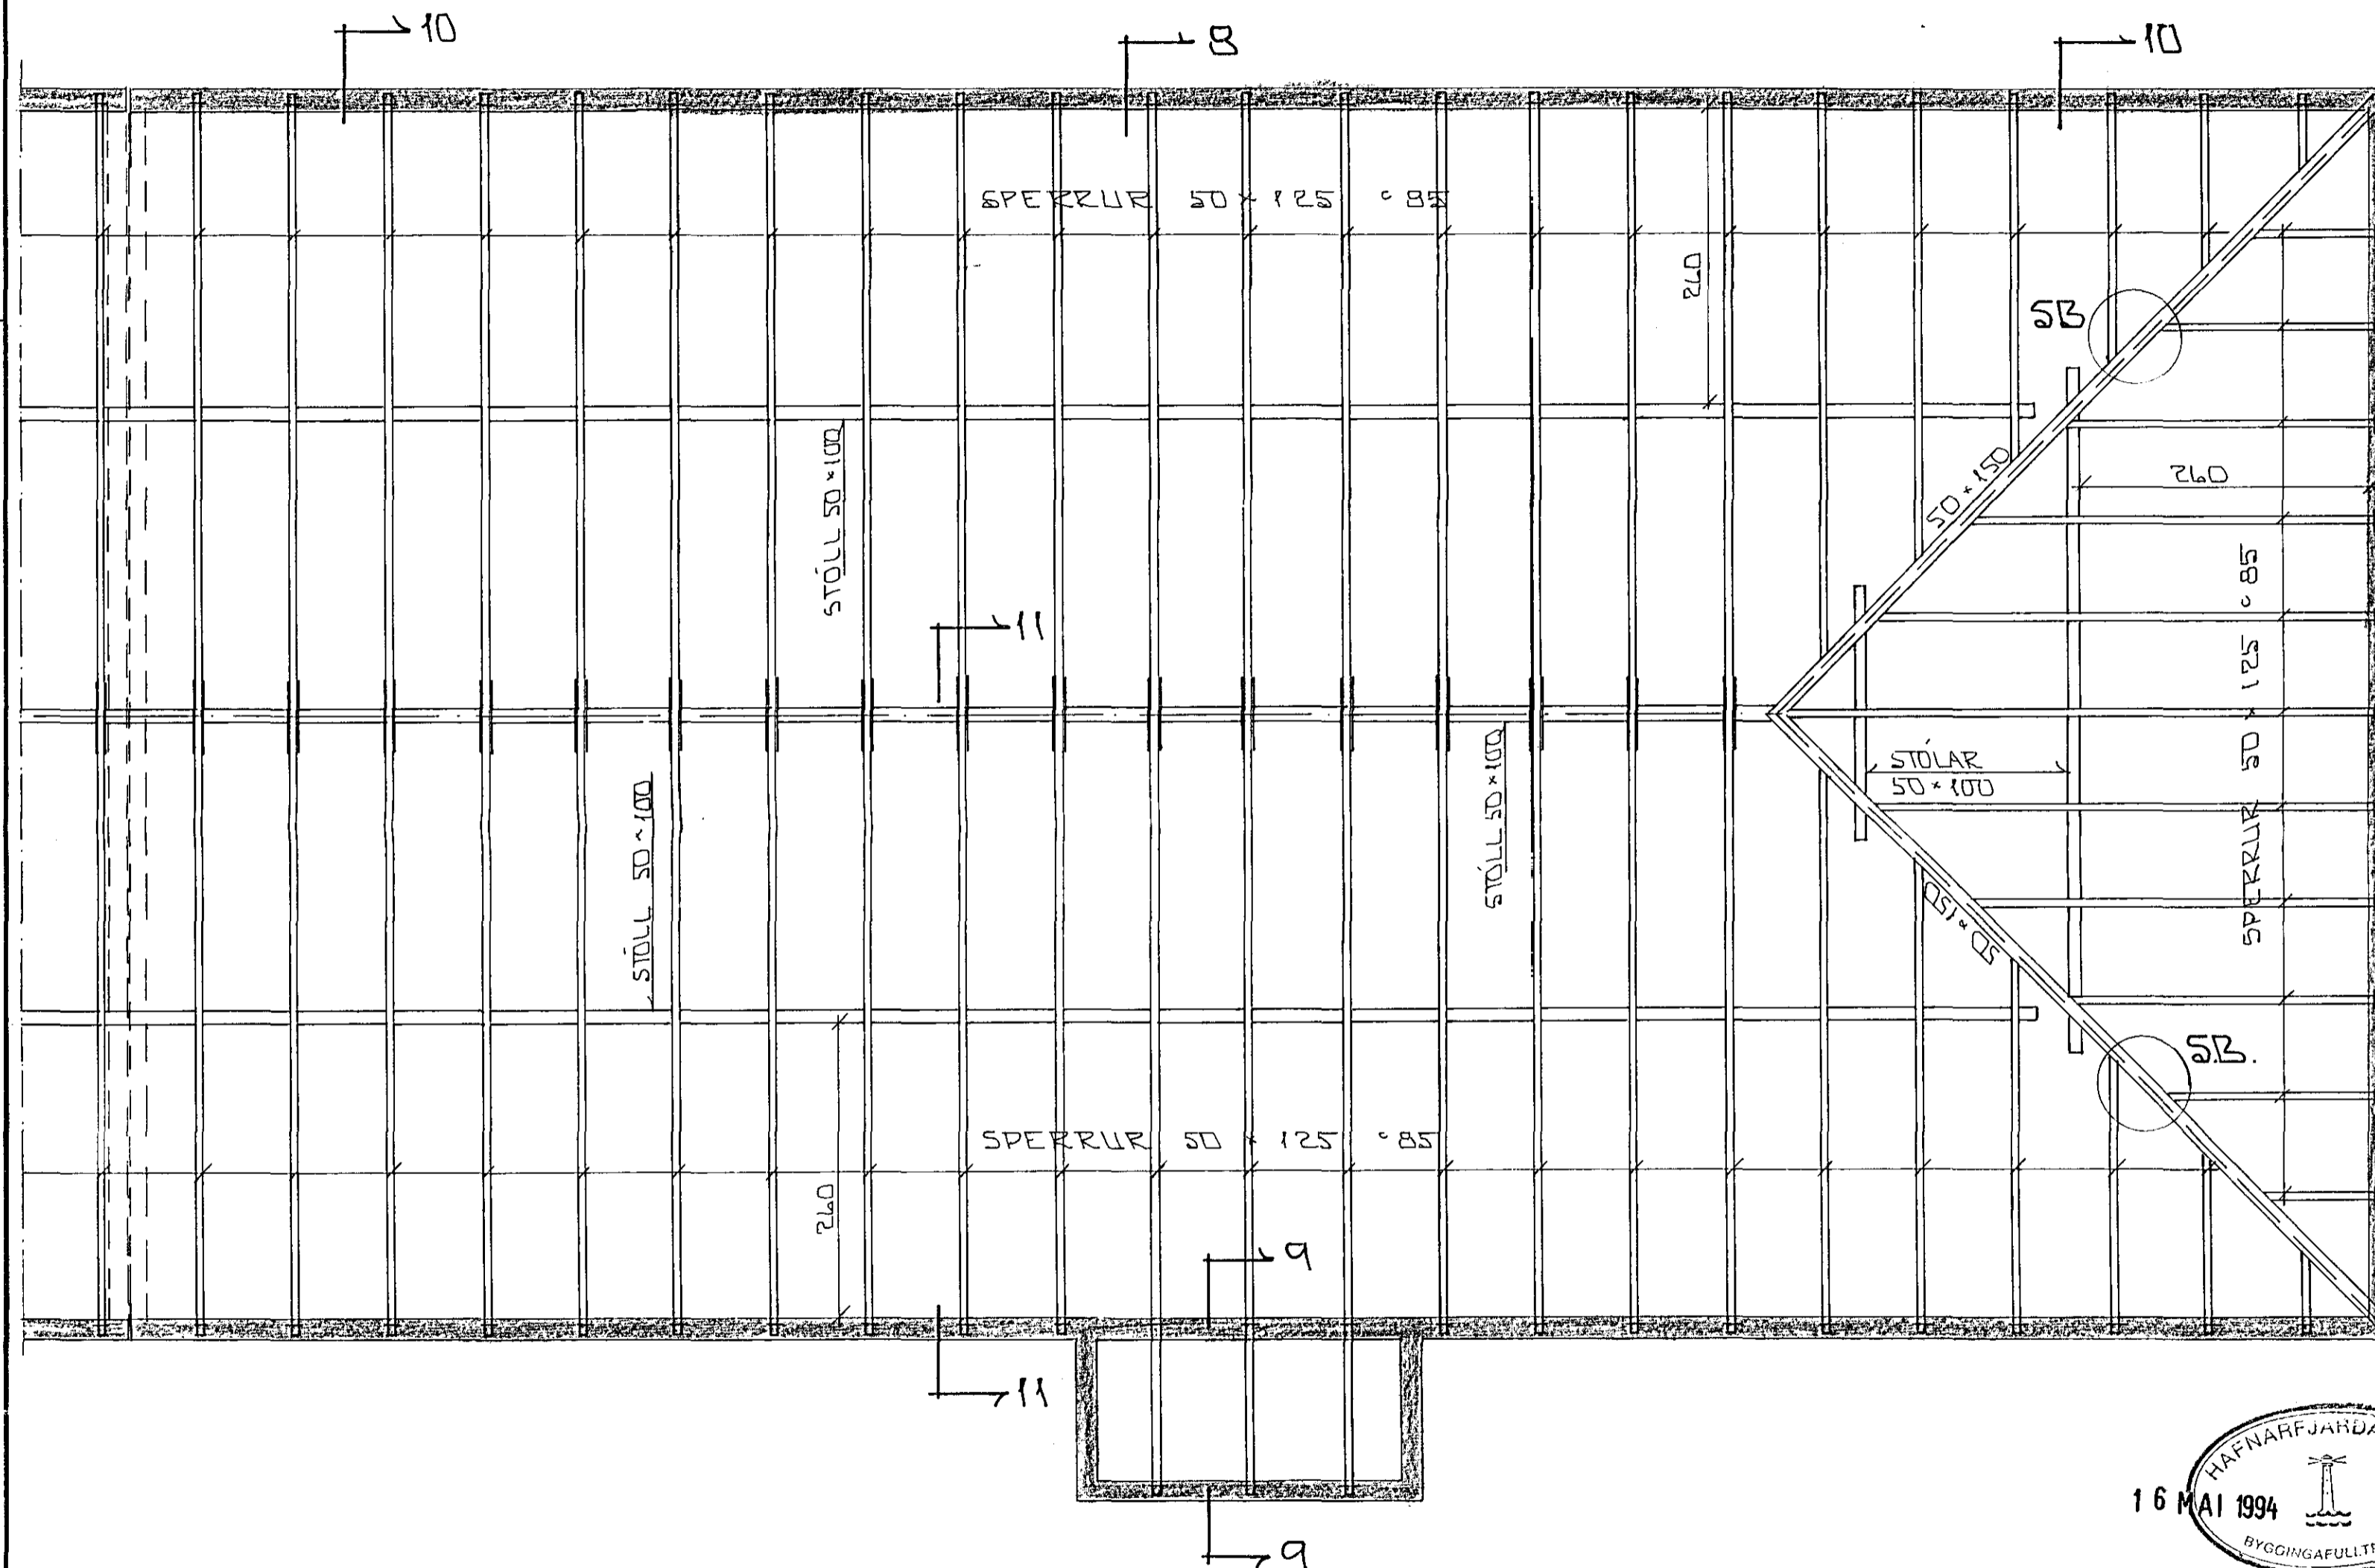 10
8
10
SPERRUR 50 × 125 c 85
260
SB
STÓLL 50×100
50×150
260
11
SPERRUR 50 × 125 c 85
STÓLL 50×100
STÓLL 50×100
STÓLAR
50×100
50×150
S.B.
SPERRUR 50 × 125 c 85
260
9
11
9
HAFNARFJARÐA
16 MAI 1994
BYGGINGAFULLT